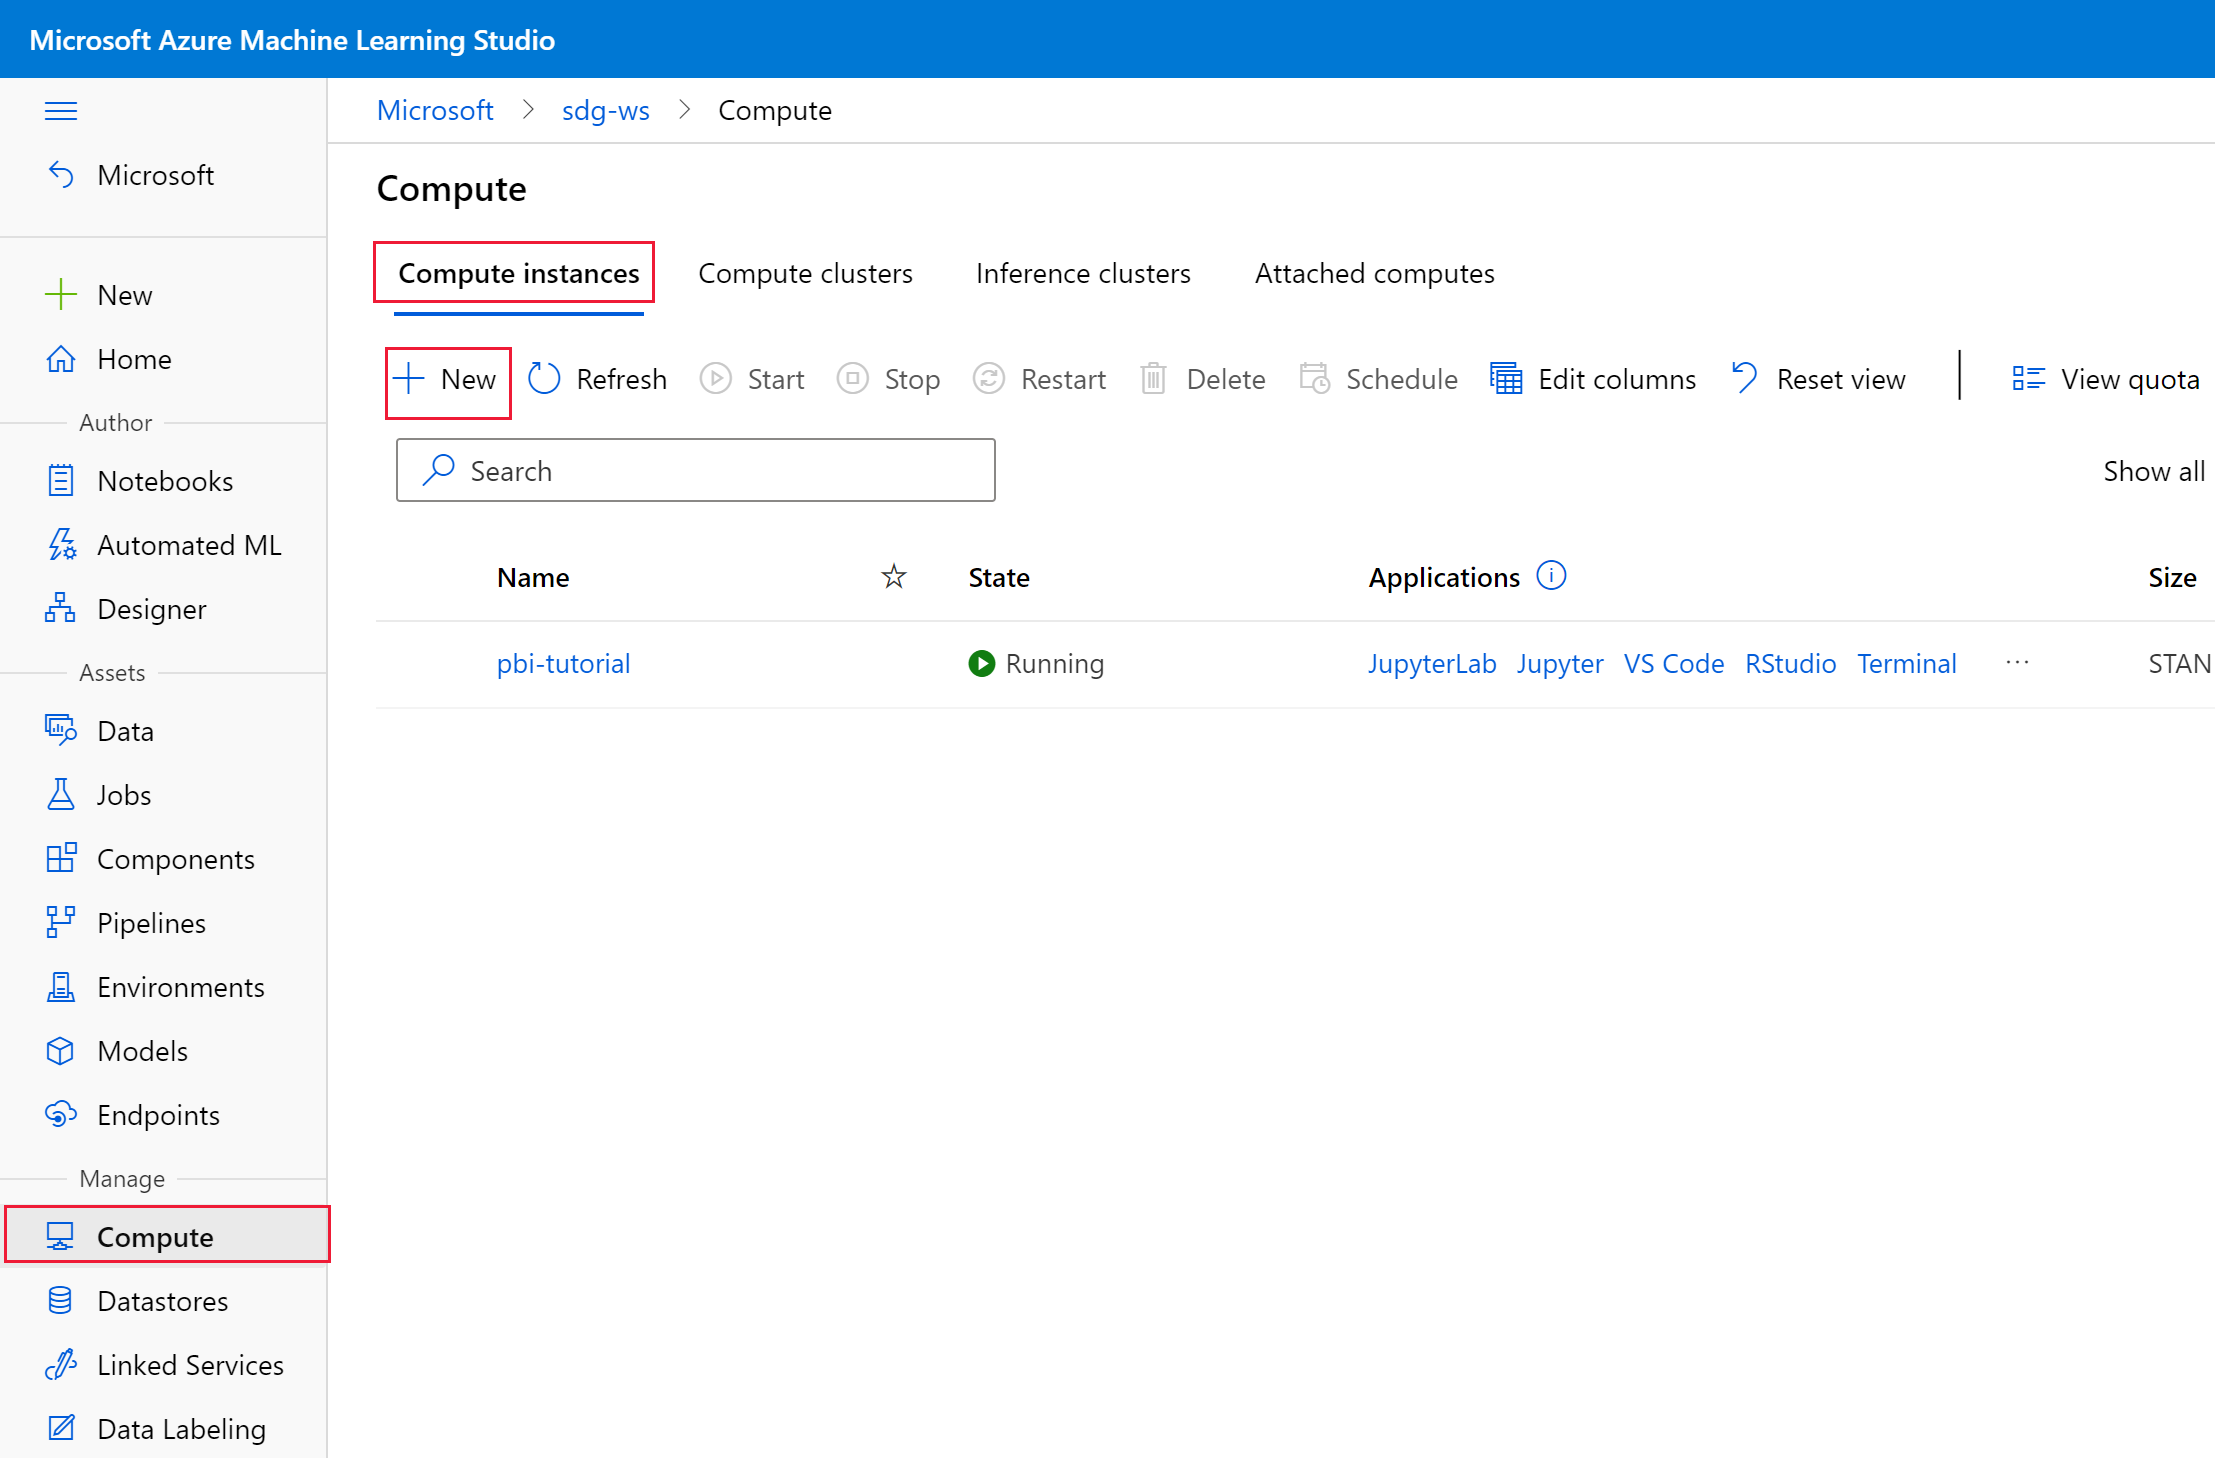 Microsoft Azure Machine Learning Studio
Microsoft > sdg-ws > Compute
Microsoft
New
Home
Author
Notebooks
Automated ML
Designer
Assets
Data
Jobs
Components
Pipelines
Environments
Models
Endpoints
Manage
Compute
Datastores
Linked Services
Data Labeling
Compute
Compute instances Compute clusters Inference clusters Attached computes
New Refresh Start Stop Restart Delete Schedule Edit columns Reset view View quota
Search Show all
Name State Applications Size
pbi-tutorial Running JupyterLab Jupyter VS Code RStudio Terminal ... STAN